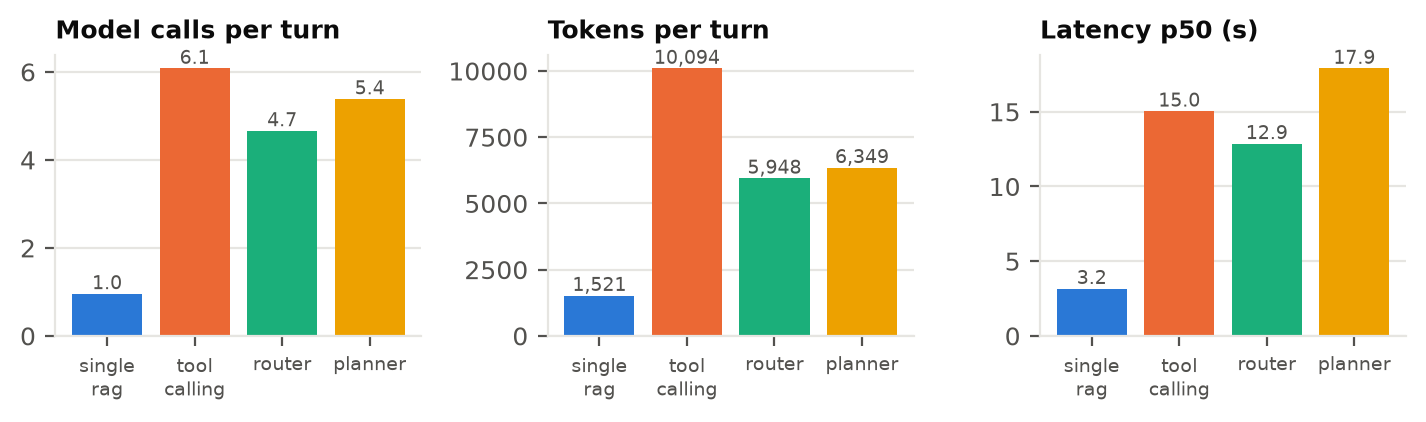 Model calls per turn
6
4
2
0
1.0
6.1
4.7
5.4
single
rag
tool
calling
router
planner
Tokens per turn
10000
7500
5000
2500
0
1,521
10,094
5,948
6,349
single
rag
tool
calling
router
planner
Latency p50 (s)
15
10
5
0
3.2
15.0
12.9
17.9
single
rag
tool
calling
router
planner